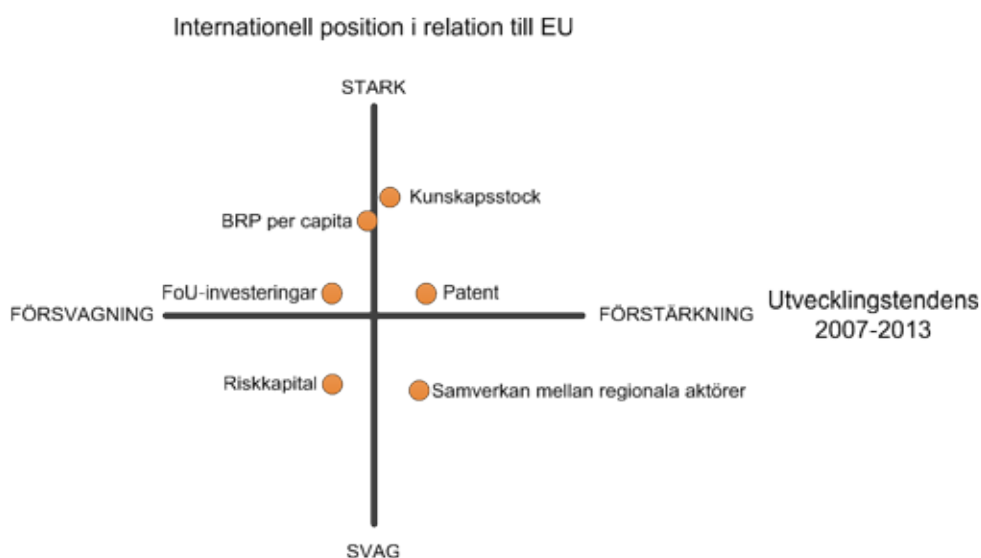 Internationell position i relation till EU
STARK
Kunskapsstock
BRP per capita
FoU-investeringar
Patent
FÖRSVAGNING
FÖRSTÄRKNING
Utvecklingstendens
2007-2013
Riskkapital
Samverkan mellan regionala aktörer
SVAG